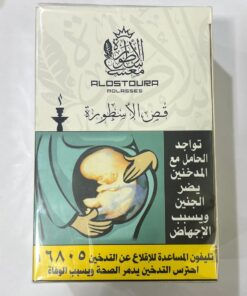 معسل الأسطورة
ALOSTOURA
MOLASSES
قص الأسطورة
تواجد
الحامل مع
المدخنين
يضر
الجنين
ويسبب
الإجهاض
تليفون المساعدة للإقلاع عن التدخين ١٦٨٠٥
احترس التدخين يدمر الصحة ويسبب الوفاة